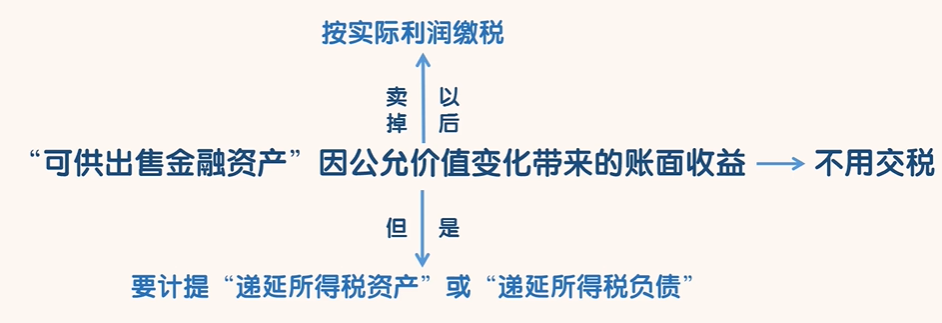 按实际利润缴税
卖掉以后
“可供出售金融资产”因公允价值变化带来的账面收益
不用交税
但是
要计提“递延所得税资产”或“递延所得税负债”